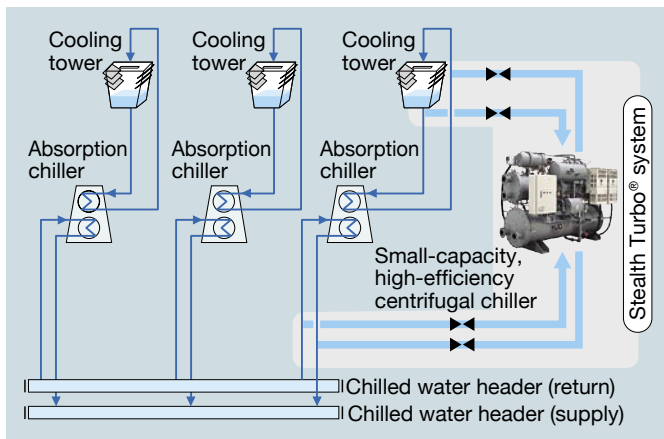 Cooling
tower
Cooling
tower
Cooling
tower
Absorption
chiller
Absorption
chiller
Absorption
chiller
Small-capacity,
high-efficiency
centrifugal chiller
Stealth Turbo® system
Chilled water header (return)
Chilled water header (supply)